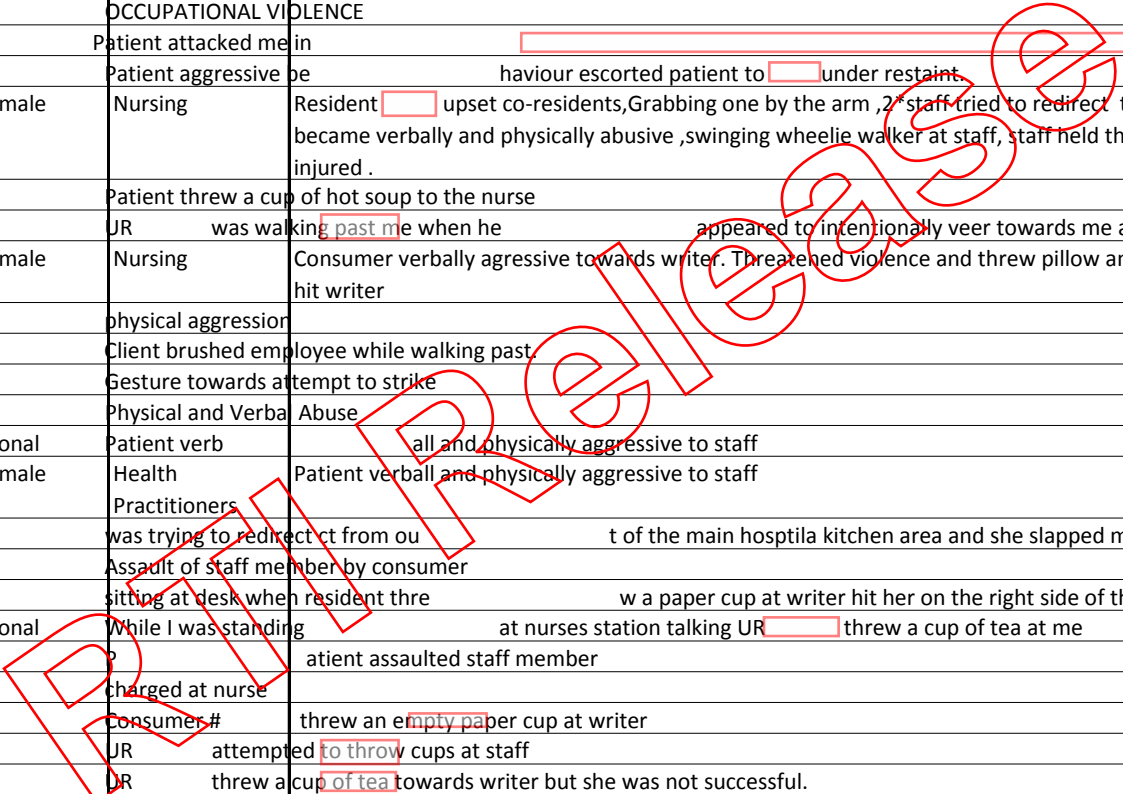 OCCUPATIONAL VIOLENCE
Patient attacked me in
Patient aggressive be haviour escorted patient to under restaint.
male Nursing Resident upset co-residents,Grabbing one by the arm ,2*staff tried to redirect
became verbally and physically abusive ,swinging wheelie walker at staff, staff held
injured .
Patient threw a cup of hot soup to the nurse
UR was walking past me when he appeared to intentionally veer towards me
male Nursing Consumer verbally agressive towards writer. Threatened violence and threw pillow
hit writer
physical aggression
Client brushed employee while walking past.
Gesture towards attempt to strike
Physical and Verbal Abuse
onal Patient verb all and physically aggressive to staff
male Health Patient verball and physically aggressive to staff
Practitioners
was trying to redirect ct from ou t of the main hosptila kitchen area and she slapped
Assault of staff member by consumer
sitting at desk when resident thre w a paper cup at writer hit her on the right side of
onal While I was standing at nurses station talking UR threw a cup of tea at me
P atient assaulted staff member
charged at nurse
Consumer # threw an empty paper cup at writer
UR attempted to throw cups at staff
UR threw a cup of tea towards writer but she was not successful.
RTI Release